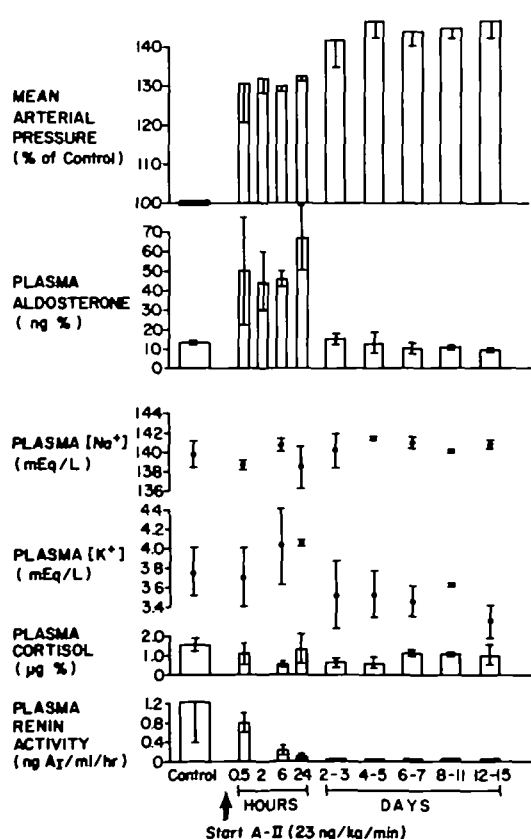 140
130
120
110
100
MEAN
ARTERIAL
PRESSURE
(% of Control)
70
60
50
40
30
20
10
0
PLASMA
ALDOSTERONE
(ng %)
144
142
140
138
136
PLASMA [Na+]
(mEq/L)
4.4
4.2
4.0
3.8
3.6
3.4
PLASMA [K+]
(mEq/L)
2.0
1.0
0.0
PLASMA
CORTISOL
(µg %)
1.2
0.8
0.4
0
PLASMA
RENIN
ACTIVITY
(ng AI/ml/hr)
Control 0.5 2 6 24 2-3 4-5 6-7 8-11 12-15
HOURS DAYS
Start A-II (23 ng/kg/min)